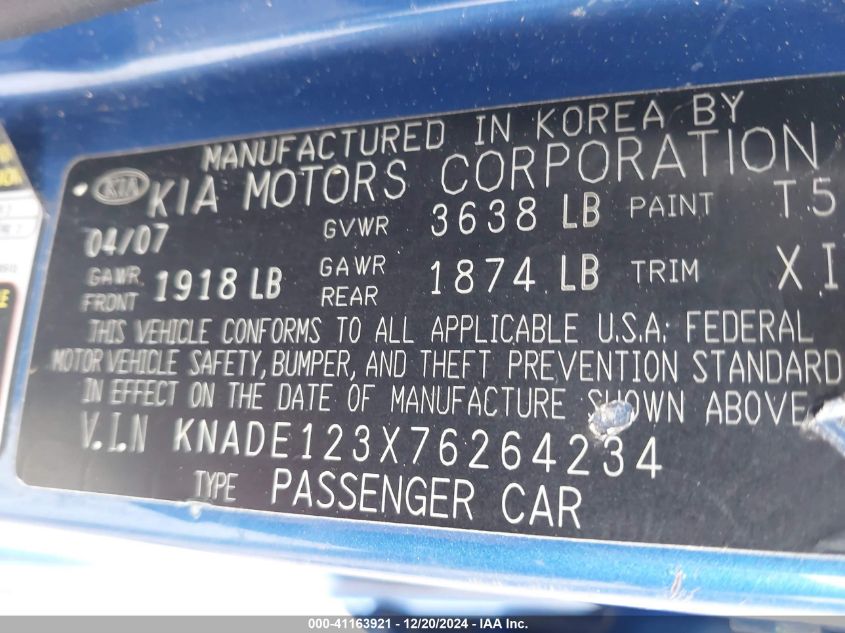 MANUFACTURED IN KOREA BY
KIA KIA MOTORS CORPORATION
04/07 GVWR 3638 LB PAINT T5
GAWR FRONT 1918 LB GAWR REAR 1874 LB TRIM XI
THIS VEHICLE CONFORMS TO ALL APPLICABLE U.S.A. FEDERAL
MOTOR VEHICLE SAFETY, BUMPER, AND THEFT PREVENTION STANDARD
IN EFFECT ON THE DATE OF MANUFACTURE SHOWN ABOVE
V.I.N KNADE123X76264234
TYPE PASSENGER CAR
000-41163921 - 12/20/2024 - IAA Inc.